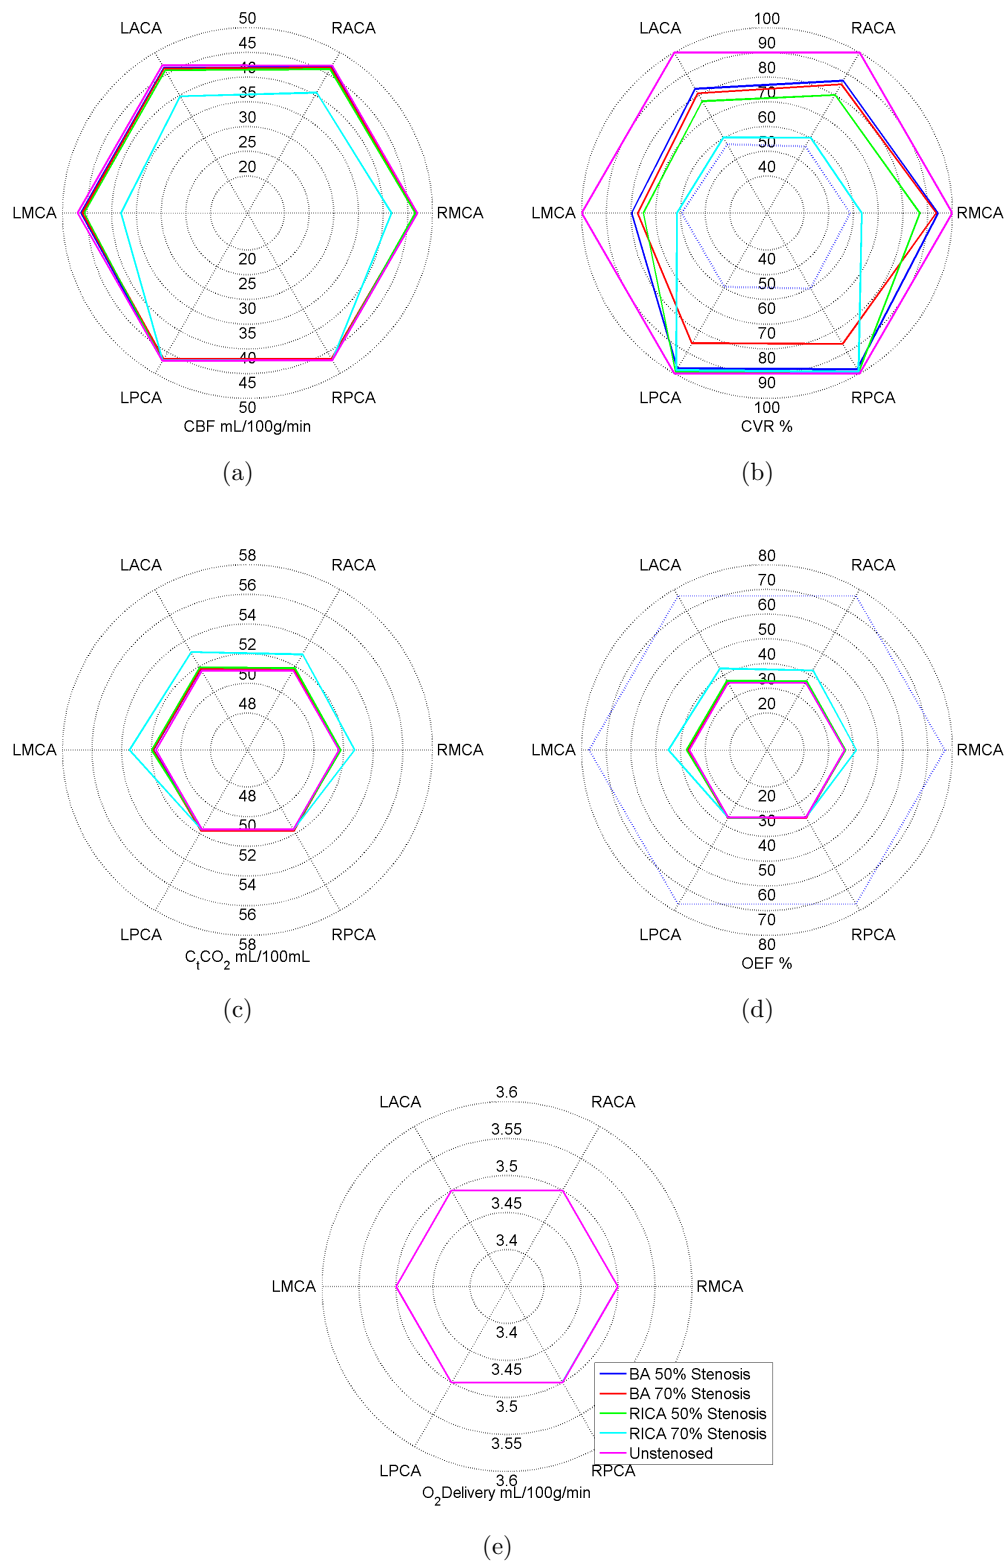 50
LACA
RACA
45
40
35
30
25
20
LMCA
RMCA
20
25
30
35
40
45
LPCA
RPCA
50
CBF mL/100g/min
(a)
100
LACA
RACA
90
80
70
60
50
40
LMCA
RMCA
40
50
60
70
80
90
LPCA
RPCA
100
CVR %
(b)
58
LACA
RACA
56
54
52
50
48
LMCA
RMCA
48
50
52
54
56
LPCA
RPCA
58
CtCO2 mL/100mL
(c)
80
LACA
RACA
70
60
50
40
30
20
LMCA
RMCA
20
30
40
50
60
70
LPCA
RPCA
80
OEF %
(d)
3.6
LACA
RACA
3.55
3.5
3.45
3.4
LMCA
RMCA
3.4
3.45
3.5
3.55
LPCA
RPCA
3.6
O2Delivery mL/100g/min
BA 50% Stenosis
BA 70% Stenosis
RICA 50% Stenosis
RICA 70% Stenosis
Unstenosed
(e)